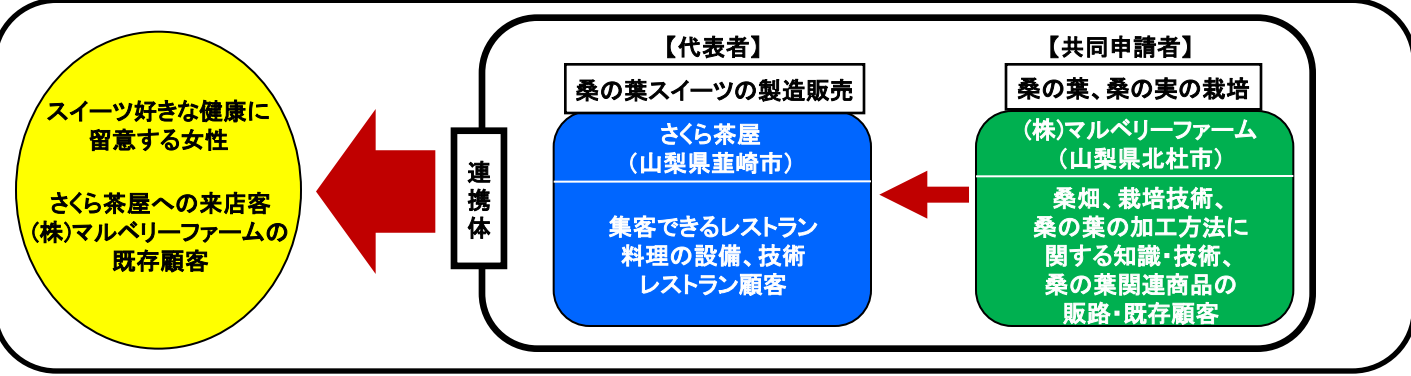 スイーツ好きな健康に
留意する女性
さくら茶屋への来店客
(株)マルベリーファームの
既存顧客
連
携
体
【代表者】
桑の葉スイーツの製造販売
さくら茶屋
(山梨県韮崎市)
集客できるレストラン
料理の設備、技術
レストラン顧客
【共同申請者】
桑の葉、桑の実の栽培
(株)マルベリーファーム
(山梨県北杜市)
桑畑、栽培技術、
桑の葉の加工方法に
関する知識・技術、
桑の葉関連商品の
販路・既存顧客